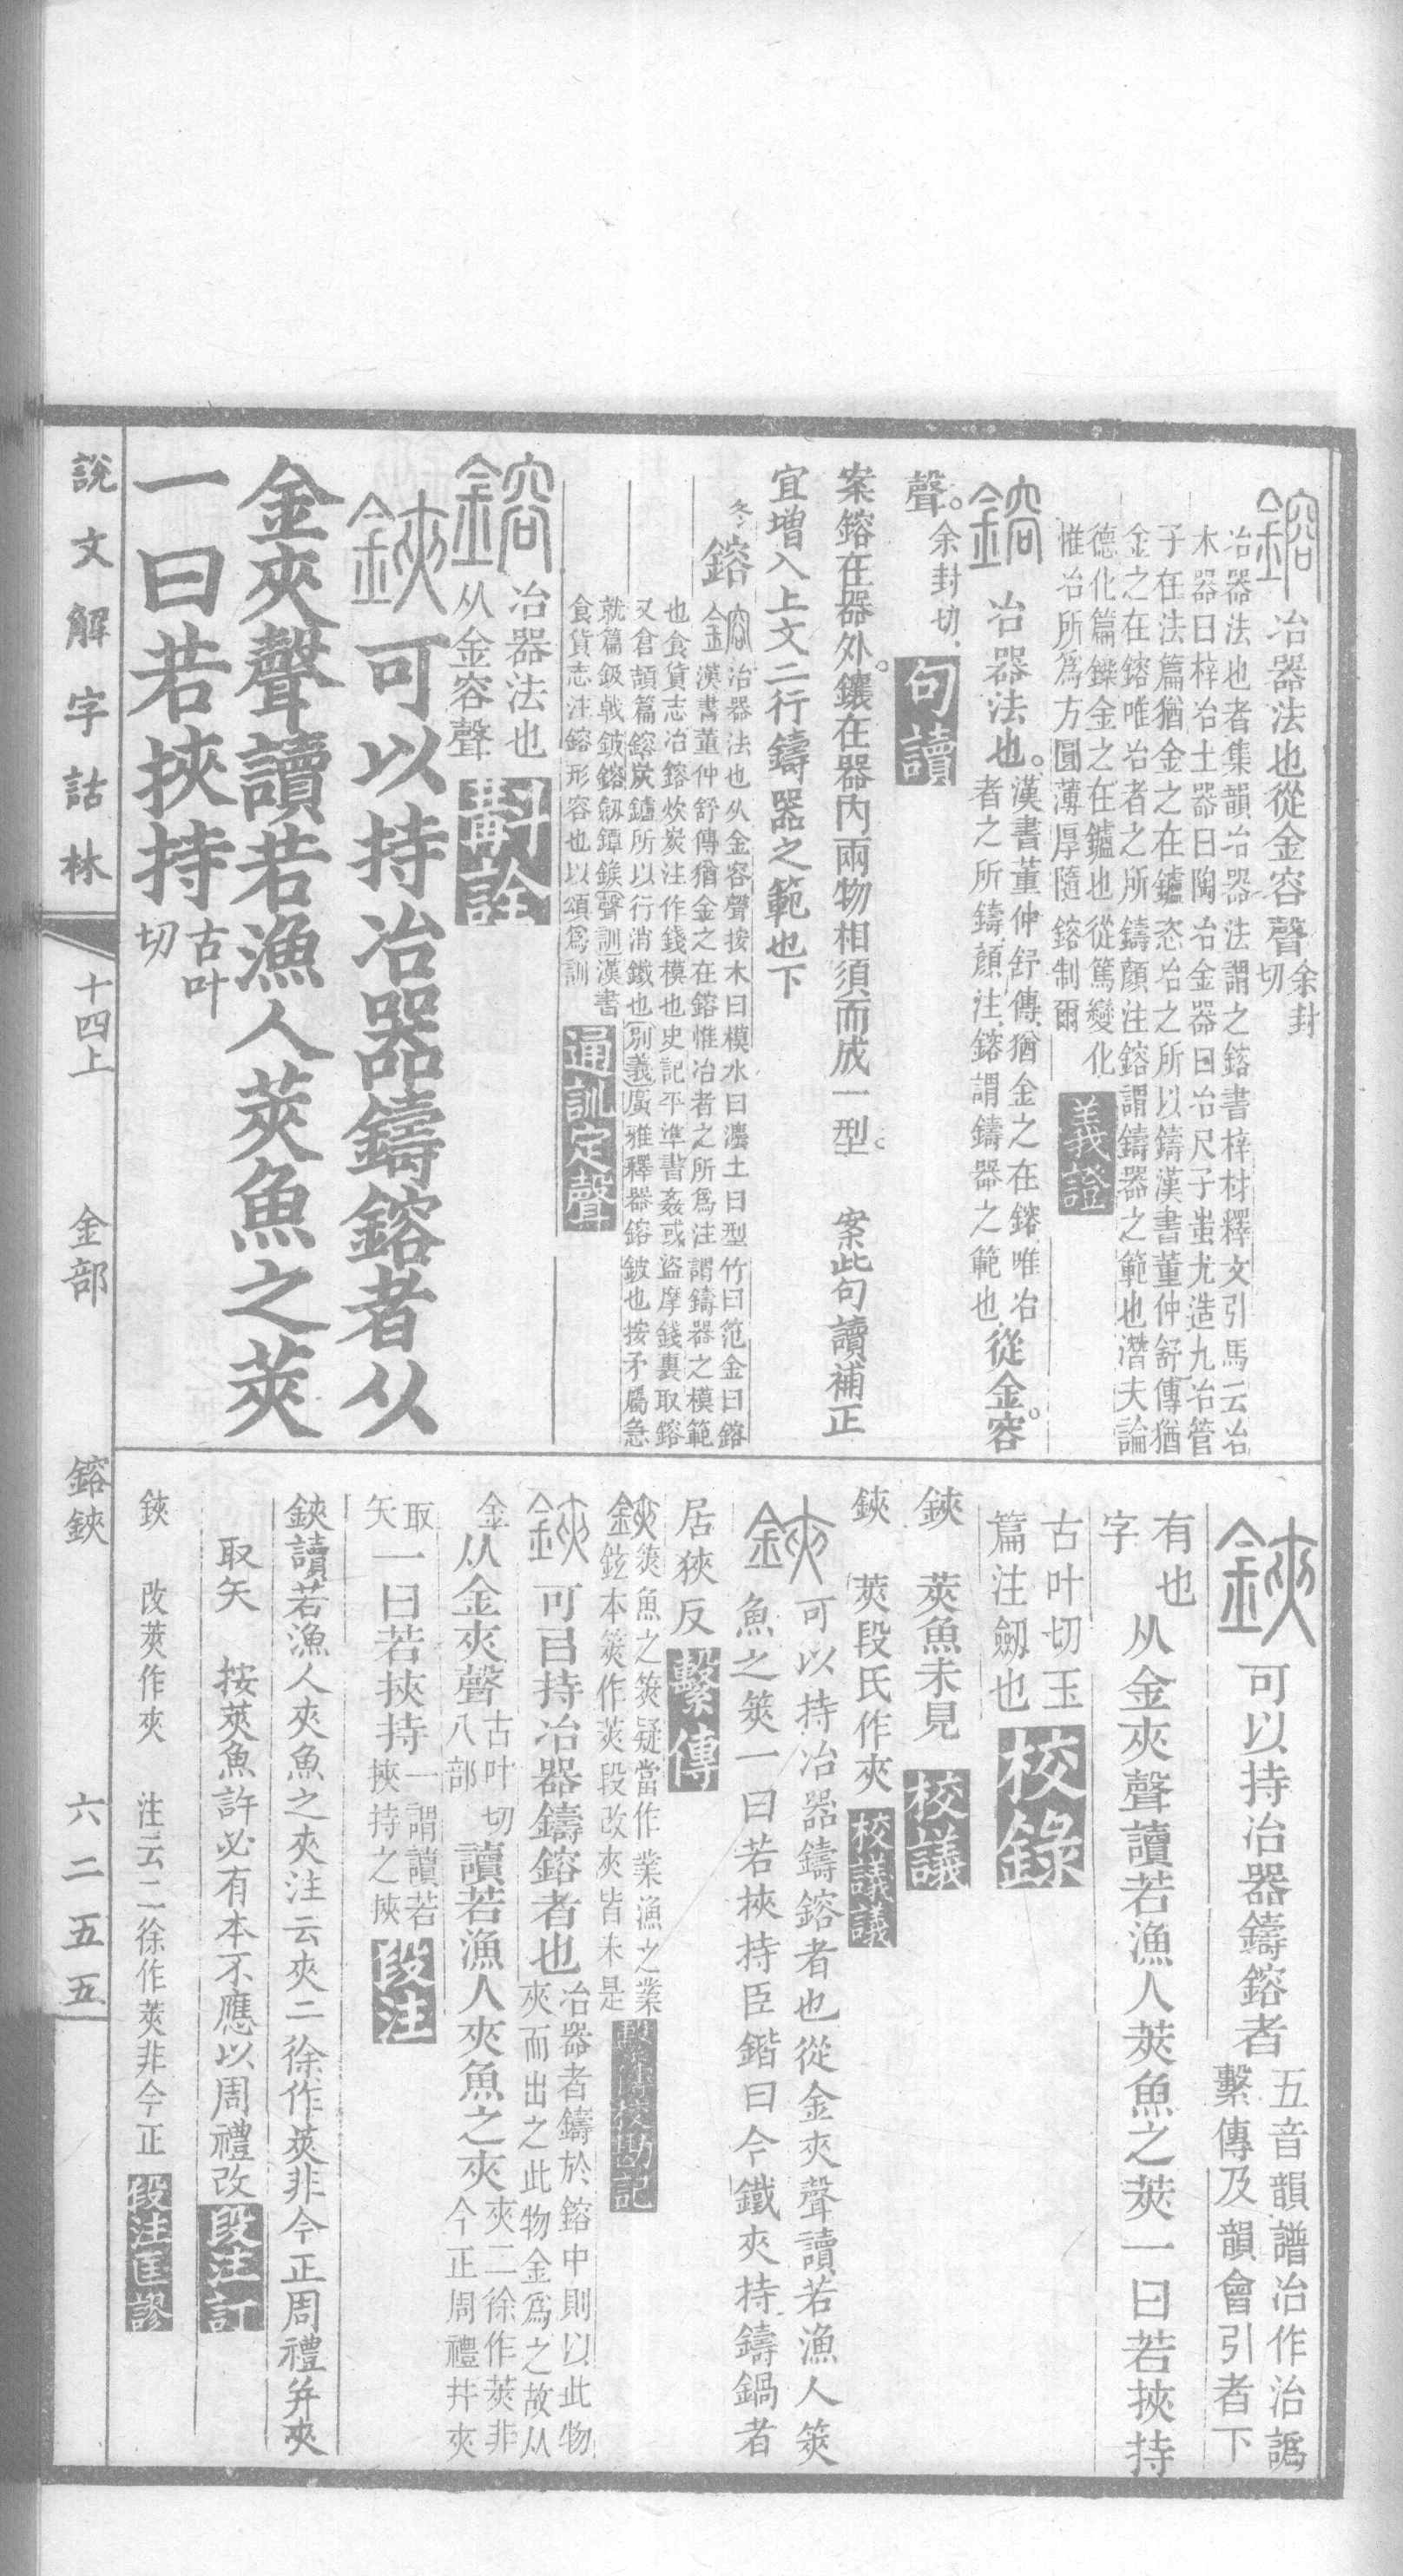 鎔 冶器法也從金容聲余封切
冶器法也者集韻冶器法謂之鎔書梓材釋文引馬云冶
木器曰梓冶土器曰陶冶金器曰冶尺子蚩尤造九冶管
子在法篇猶金之在鑪恣冶之所以鑄漢書董仲舒傳猶
金之在鎔唯冶者之所鑄顏注鎔謂鑄器之範也潛夫論
德化篇鑠金之在鑪也從篤變化
惟冶所爲方圓薄厚隨鎔制爾 義證
鎔 冶器法也。漢書董仲舒傳、猶金之在鎔、唯冶者之所鑄、顏注、鎔謂鑄器之範也、從金。容
聲。余封切、 句讀
案鎔在器外。鑲在器內兩物相須而成一型。 案此句讀補正
宜增入上文二行鑄器之範也下
鎔 鎔冶器法也从金容聲按木曰模水曰灋土曰型竹曰笵金曰鎔
漢書董仲舒傳猶金之在鎔惟冶者之所爲注謂鑄器之模範
也食貨志冶鎔炊炭注作錢模也史記平準書姦或盜摩錢裏取鎔
又倉頡篇鎔炭鑪所以行消鐵也別義廣雅釋器鎔鈹也按矛屬急
就篇鈒戟鈹鎔劔鐔鍭聲訓漢書
食貨志注鎔形容也以頌爲訓 通訓定聲
鎔 冶器法也从金容聲 斠詮
鋏 可以持冶器鑄鎔者从
金夾聲讀若漁人莢魚之莢
一曰若挾持古叶切
鋏 可以持冶器鑄鎔者五音韻譜冶作治譌繫傳及韻會引者下
有也字 从金夾聲讀若漁人莢魚之莢一曰若挾持
古叶切玉篇注劔也 校錄
鋏 莢魚未見 校議
鋏 莢段氏作夾 校議議
鋏 可以持冶器鑄鎔者也從金夾聲讀若漁人筴
魚之筴一曰若挾持臣鍇曰今鐵夾持鑄鍋者
居狹反 繫傳
鋏 筴魚之筴疑當作業漁之業
鉉本筴作莢段改夾皆未是 繫傳校勘記
鋏 可㠯持冶器鑄鎔者也冶器者鑄於鎔中則以此物夾而出之此物金爲之故从
金从金夾聲古叶切八部讀若漁人夾魚之夾夾二徐作莢非今正周禮井夾
取矢一曰若挾持一謂讀若挾持之挾 段注
鋏讀若漁人夾魚之夾注云夾二徐作莢非今正周禮幷夾
取矢 按莢魚許必有本不應以周禮改 段注訂
鋏 改莢作夾 注云二徐作莢非今正 段注匡謬
說文解字詁林 十四上 金部 鎔鋏 六二五五